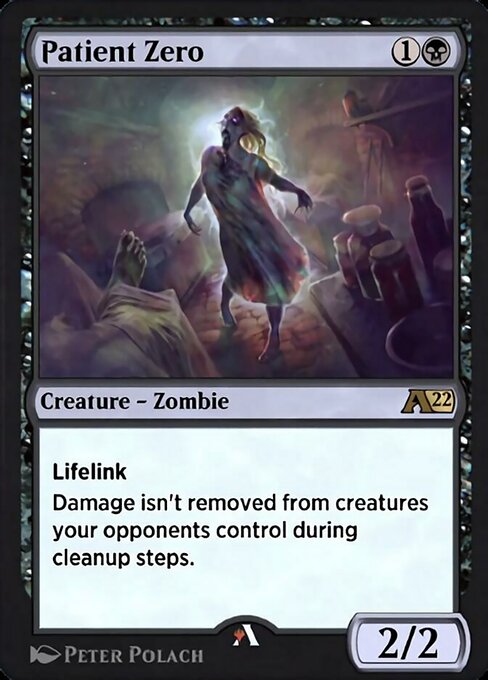 Patient Zero 1
Creature – Zombie A22
Lifelink
Damage isn't removed from creatures
your opponents control during
cleanup steps.
2/2
Peter Polach